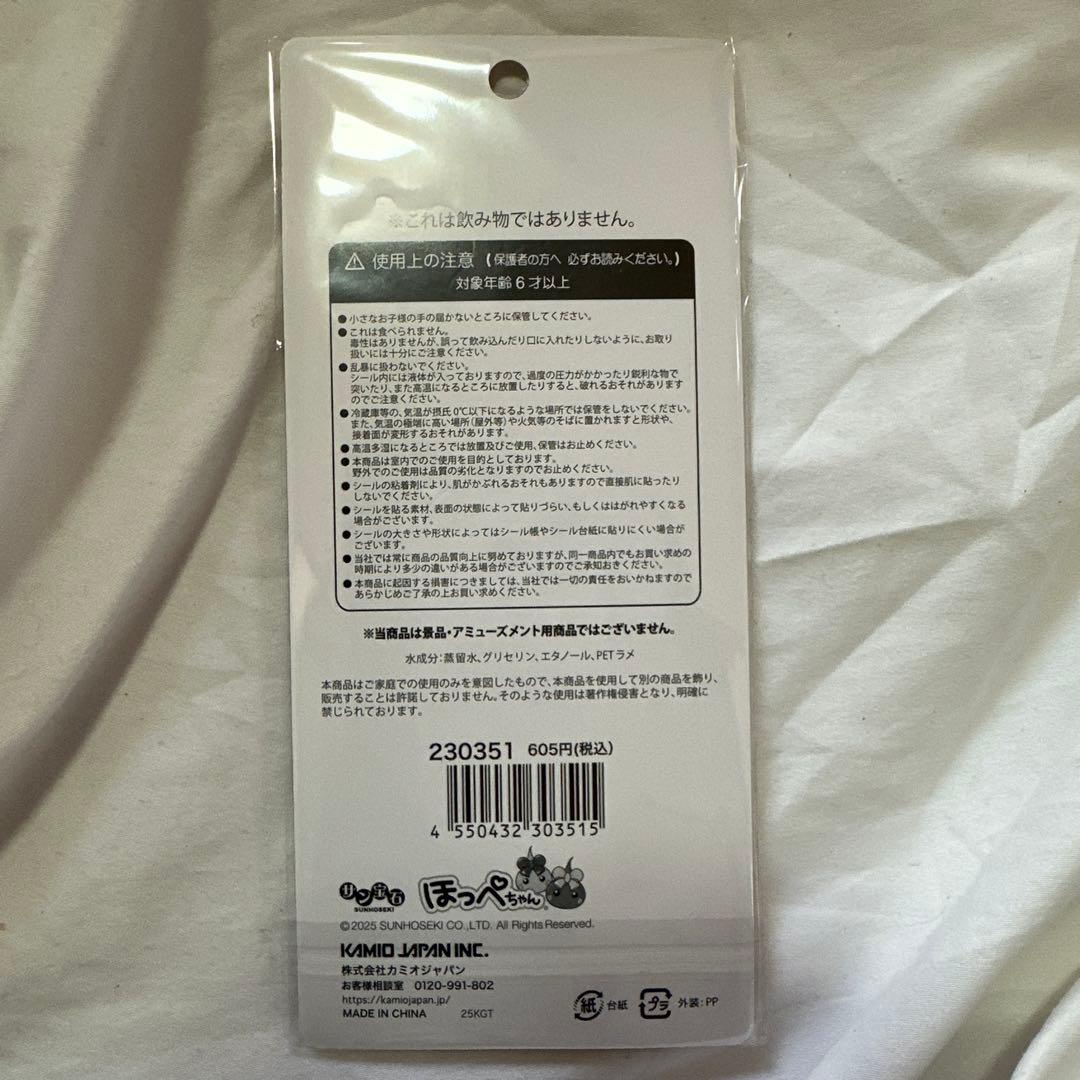 ※これは飲み物ではありません。
⚠ 使用上の注意 (保護者の方へ 必ずお読みください。)
対象年齢6才以上
●小さなお子様の手の届かないところに保管してください。
●これは食べられません。
毒性はありませんが、誤って飲み込んだり口に入れたりしないように、お取り
扱いには十分にご注意ください。
●乱暴に扱わないでください。
シール内には液体が入っておりますので、過度の圧力がかかったり鋭利な物で
突いたり、また高温になるところに放置したりすると、破れるおそれがあります
のでご注意ください。
●冷蔵庫等の、気温が摂氏0℃以下になるような場所では保管をしないでください。
また、気温の極端に高い場所(屋外等)や火気等のそばに置かれますと形状や、
接着面が変形するおそれがあります。
●高温多湿になるところでは放置及びご使用、保管はお止めください。
●本商品は室内でのご使用を目的としております。
野外でのご使用は品質の劣化となりますのでお止めください。
●シールの粘着剤により、肌がかぶれるおそれもありますので直接肌に貼ったり
しないでください。
●シールを貼る素材、表面の状態によって貼りづらい、もしくははがれやすくなる
場合がございます。
●シールの大きさや形状によってはシール帳やシール台紙に貼りにくい場合が
ございます。
●当社では常に商品の品質向上に努めておりますが、同一商品内でもお買い求めの
時期により多少の違いがある場合がございますのでご承知おきください。
●本商品に起因する損害につきましては、当社では一切の責任をおいかねますので
あらかじめご了承の上お買い求めください。
※当商品は景品・アミューズメント用商品ではございません。
水成分:蒸留水、グリセリン、エタノール、PETラメ
本商品はご家庭での使用のみを意図したもので、本商品を使用して別の商品を飾り、
販売することは許諾しておりません。そのような使用は著作権侵害となり、明確に
禁じられております。
230351 605円(税込)
4 550432 303515
サン宝石 ほっぺちゃん
SUNHOSEKI
©2025 SUNHOSEKI CO.,LTD. All Rights Reserved.
KAMIO JAPAN INC.
株式会社カミオジャパン
お客様相談室 0120-991-802
https://kamiojapan.jp/
MADE IN CHINA 25KGT
紙 台紙 プラ 外装:PP